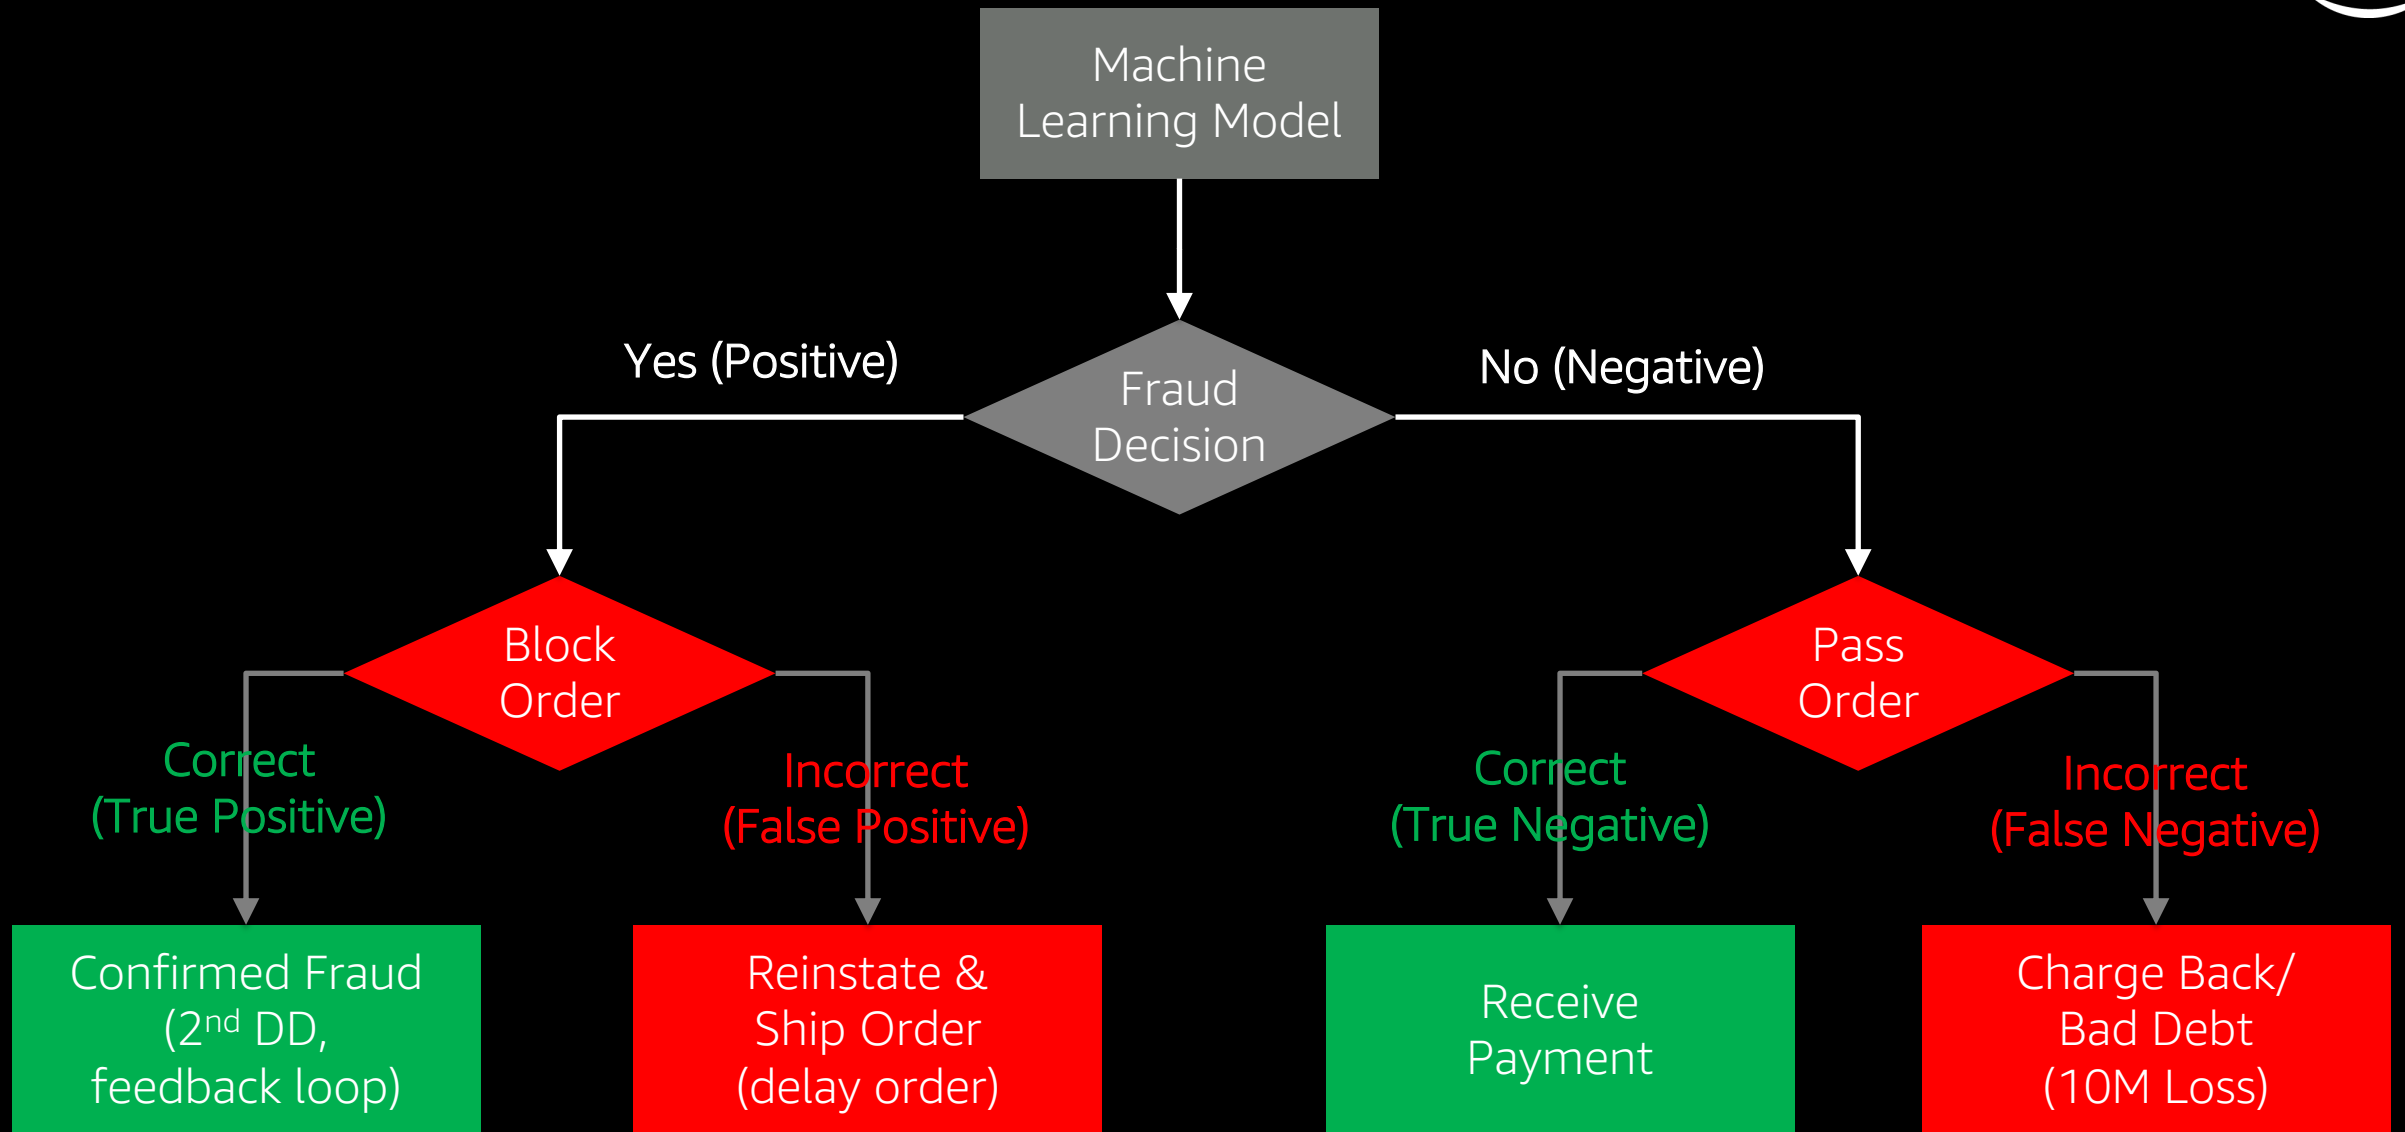 Machine
Learning Model
Yes (Positive)
No (Negative)
Fraud
Decision
Block
Order
Pass
Order
Correct
(True Positive)
Incorrect
(False Positive)
Correct
(True Negative)
Incorrect
(False Negative)
Confirmed Fraud
(2nd DD,
feedback loop)
Reinstate &
Ship Order
(delay order)
Receive
Payment
Charge Back/
Bad Debt
(10M Loss)